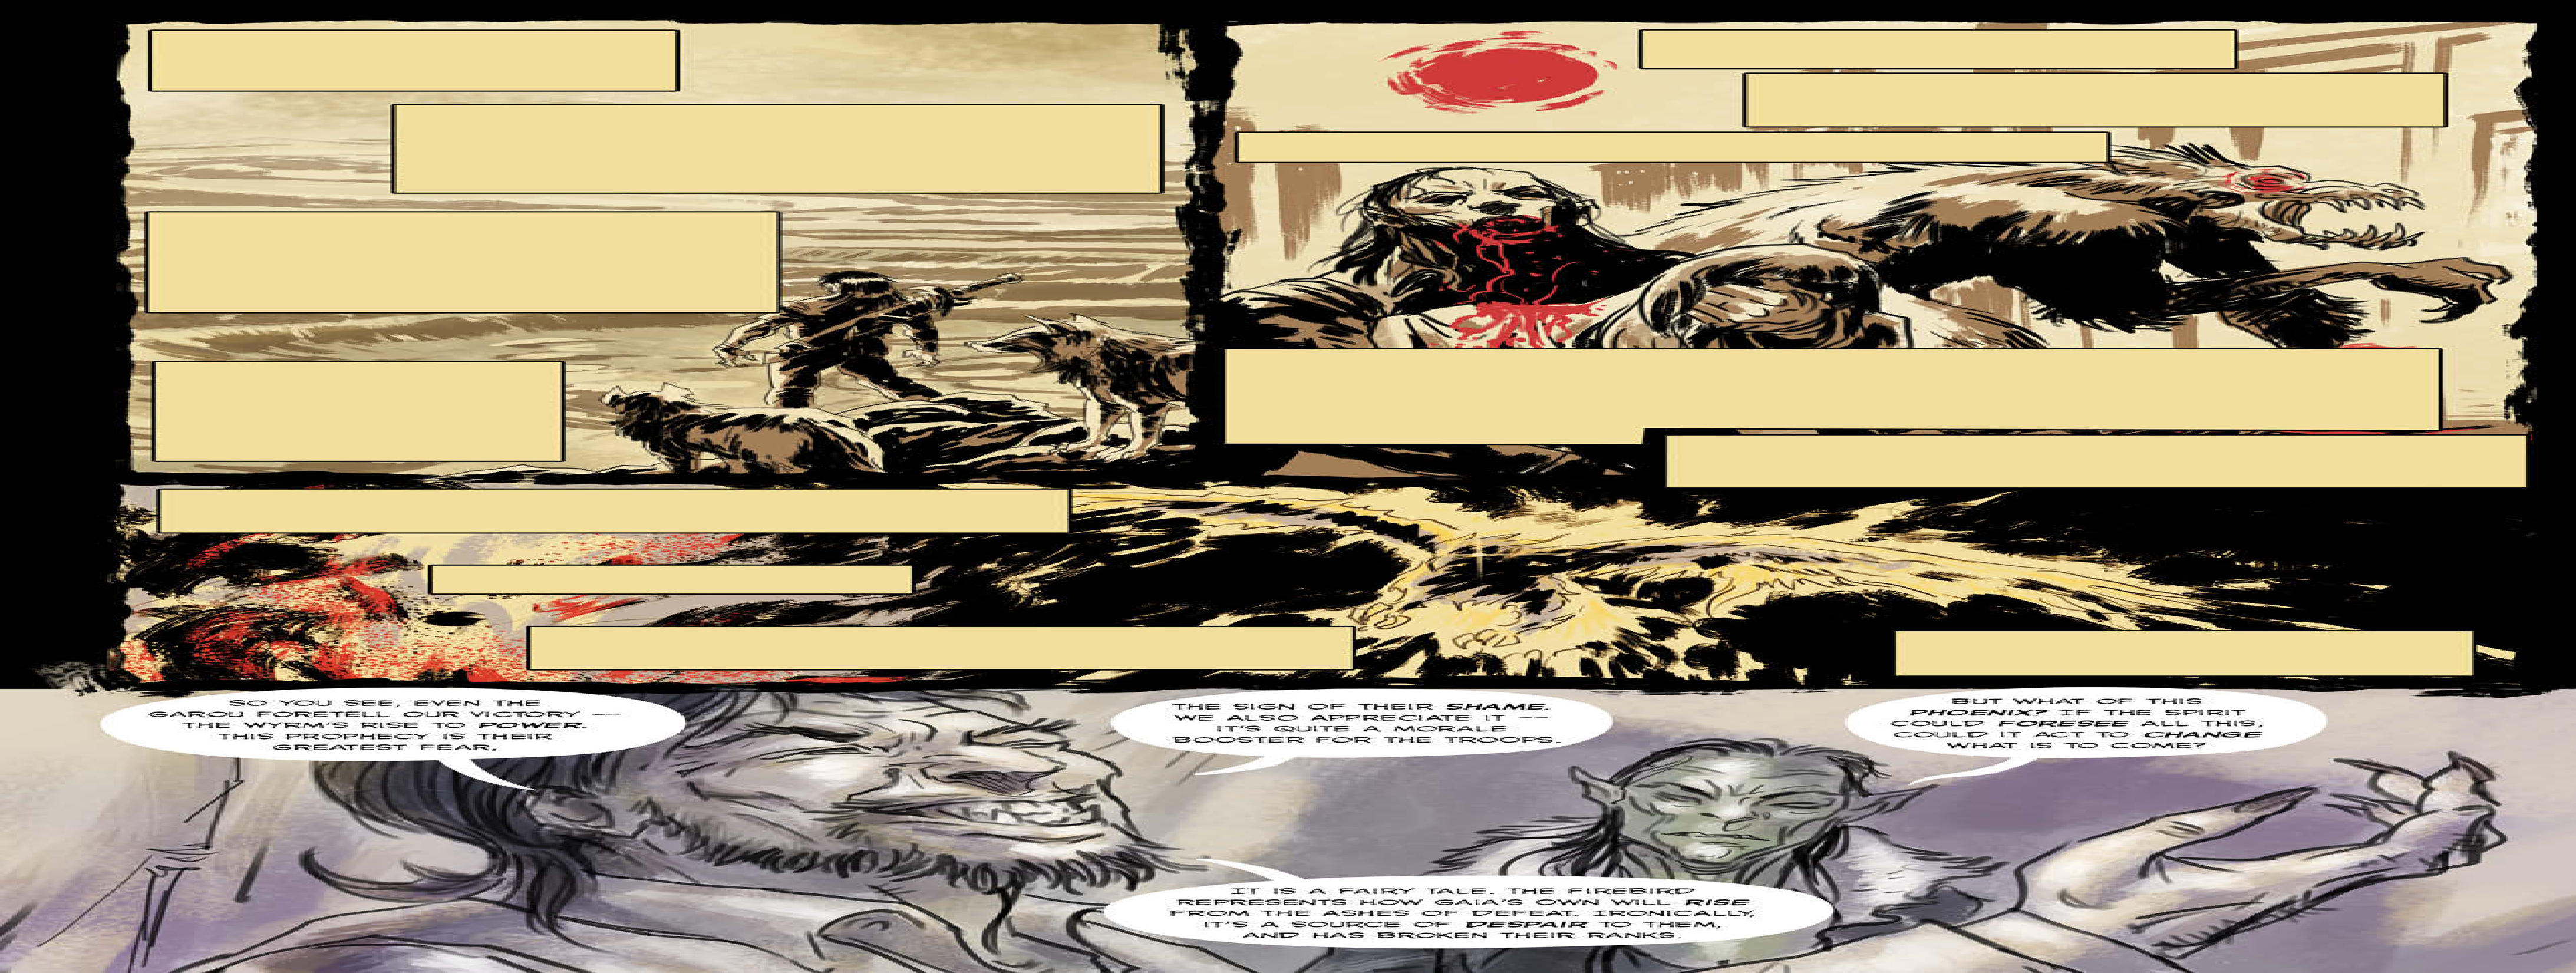 SO YOU SEE, EVEN THE
GAROU FORETELL OUR VICTORY --
THE WYRM'S RISE TO POWER.
THIS PROPHECY IS THEIR
GREATEST FEAR,
THE SIGN OF THEIR SHAME.
WE ALSO APPRECIATE IT --
IT'S QUITE A MORALE
BOOSTER FOR THE TROOPS.
BUT WHAT OF THIS
PHOENIX? IF THE SPIRIT
COULD FORESEE ALL THIS,
COULD IT ACT TO CHANGE
WHAT IS TO COME?
IT IS A FAIRY TALE. THE FIREBIRD
REPRESENTS HOW GAIA'S OWN WILL RISE
FROM THE ASHES OF DEFEAT. IRONICALLY,
IT'S A SOURCE OF DESPAIR TO THEM,
AND HAS BROKEN THEIR RANKS.